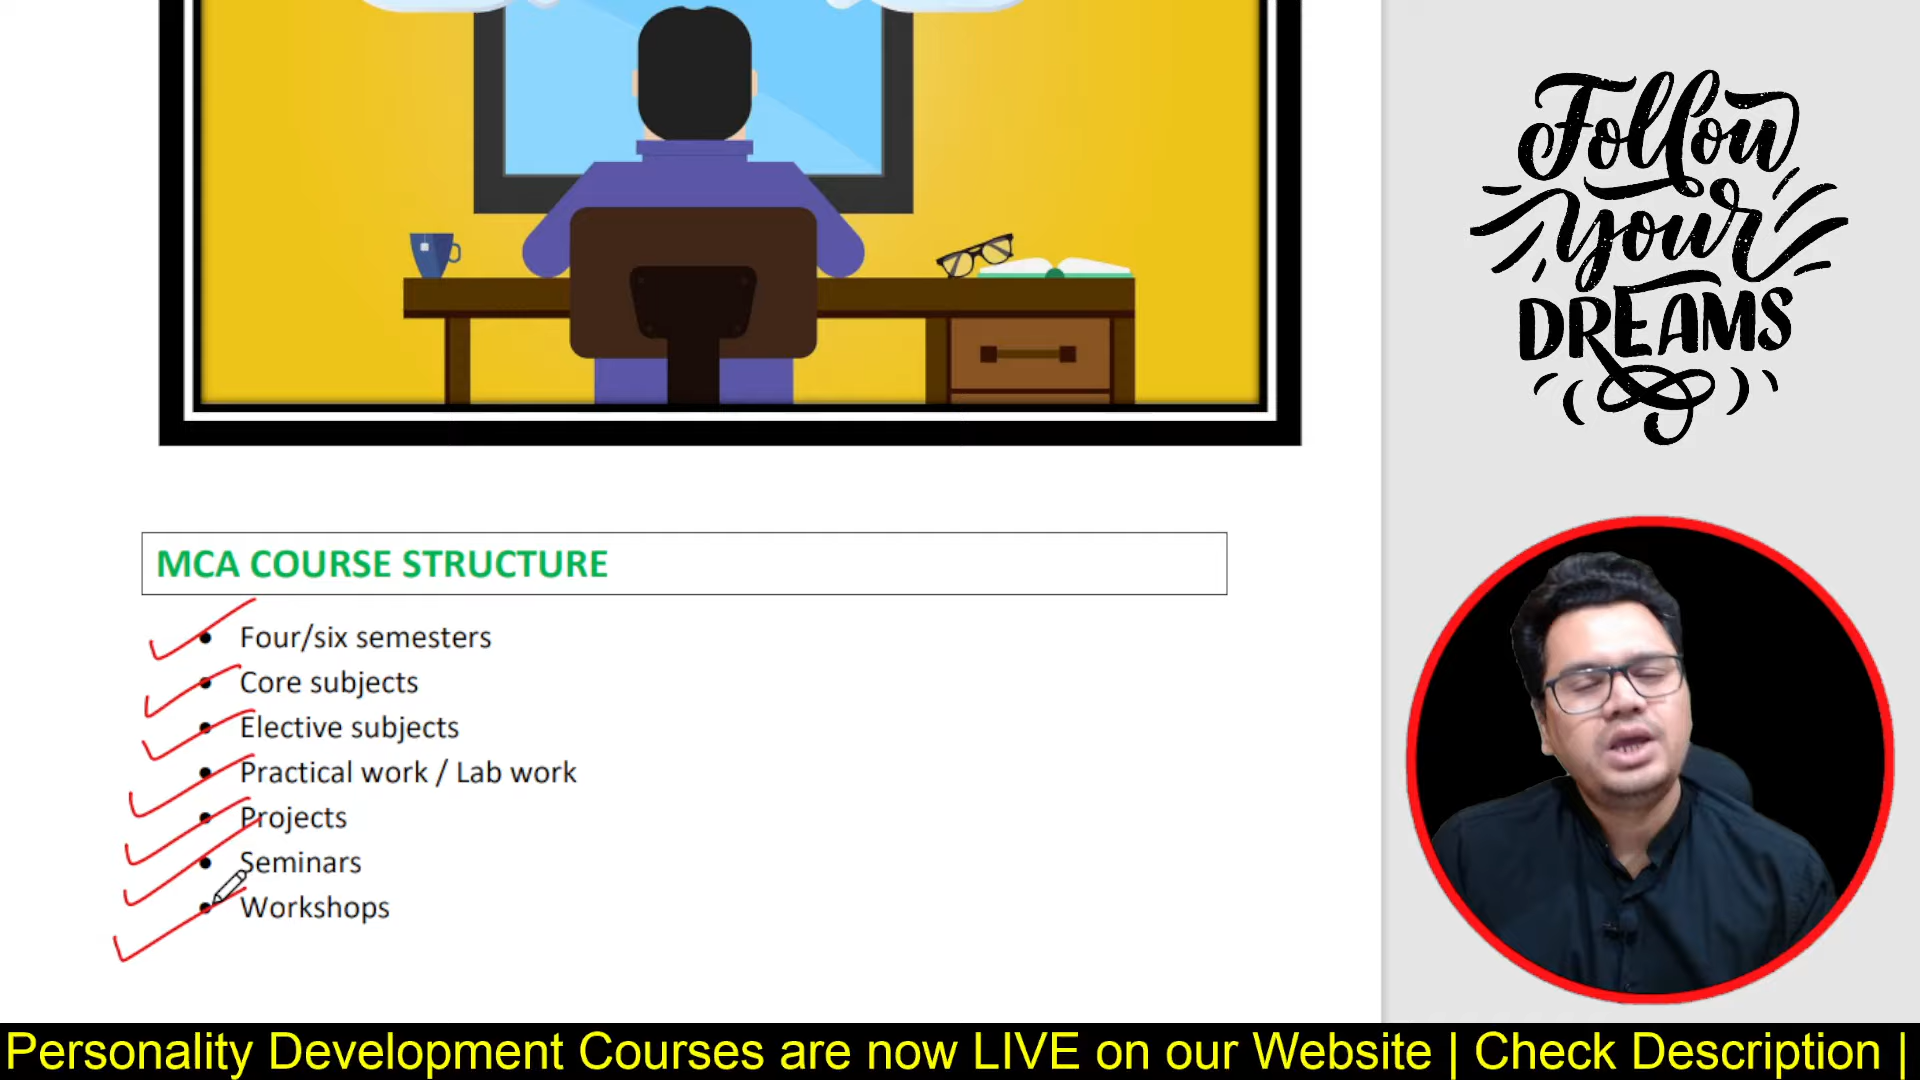 Follow
your
DREAMS
MCA COURSE STRUCTURE
• Four/six semesters
• Core subjects
• Elective subjects
• Practical work / Lab work
• Projects
• Seminars
• Workshops
Personality Development Courses are now LIVE on our Website | Check Description |